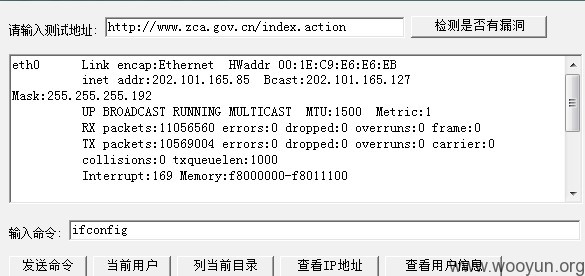 请输入测试地址: http://www.zca.gov.cn/index.action 检测是否有漏洞
eth0 Link encap:Ethernet HWaddr 00:1E:C9:E6:E6:EB
inet addr:202.101.165.85 Bcast:202.101.165.127
Mask:255.255.255.192
UP BROADCAST RUNNING MULTICAST MTU:1500 Metric:1
RX packets:11056560 errors:0 dropped:0 overruns:0 frame:0
TX packets:10569004 errors:0 dropped:0 overruns:0 carrier:0
collisions:0 txqueuelen:1000
Interrupt:169 Memory:f8000000-f8011100
输入命令: ifconfig
发送命令 当前用户 列当前目录 查看IP地址 查看用户信息
www.wooyun.org